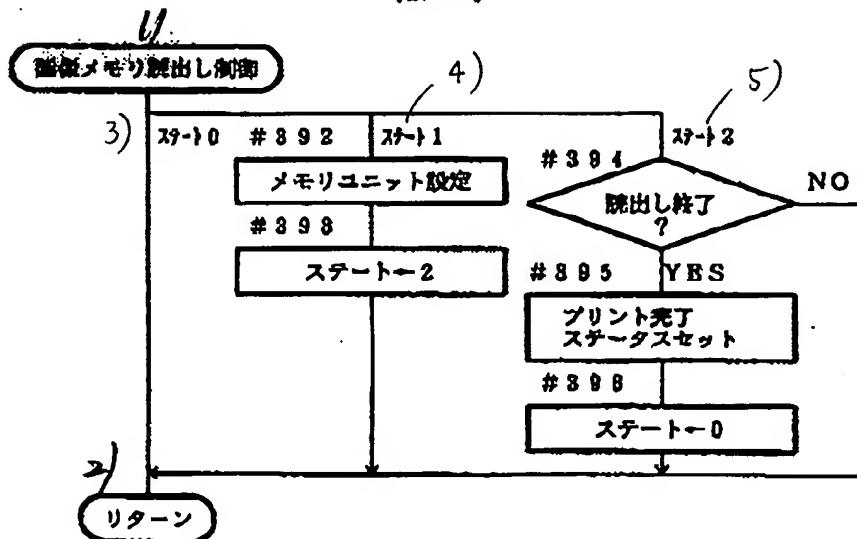 1)
画像メモリ読出し制御
3)
ステート0
#392
ステート1
4)
ステート2
5)
メモリユニット設定
#393
ステート←2
#394
読出し終了
?
NO
#395
YES
プリント完了
ステータスセット
#396
ステート←0
2)
リターン